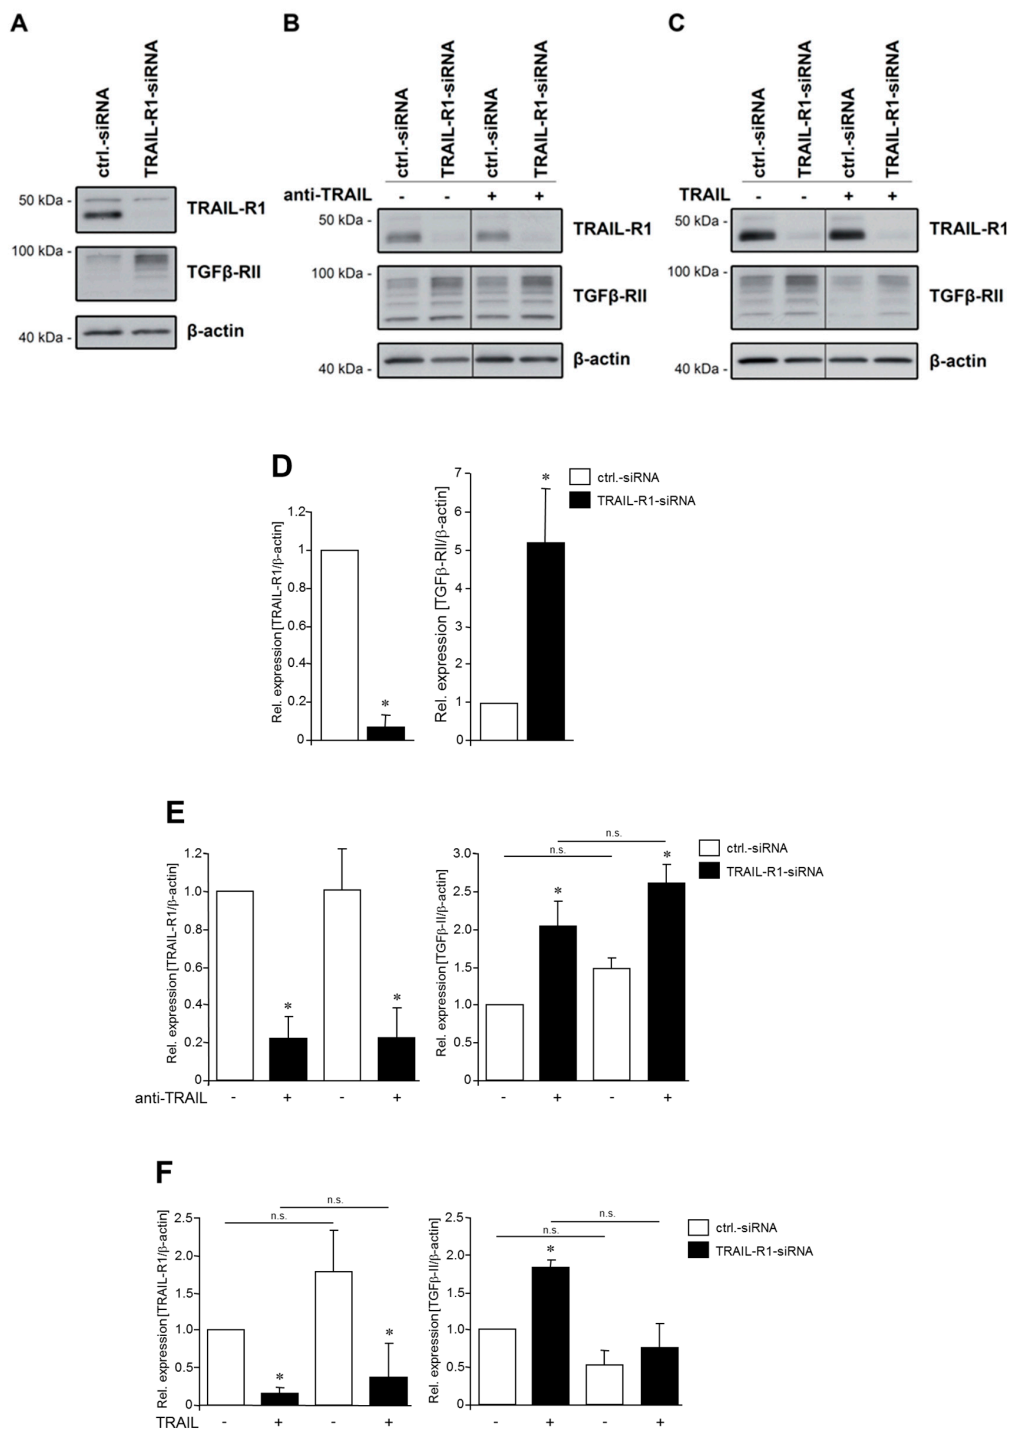 A
ctrl.-siRNA
TRAIL-R1-siRNA
50 kDa -
TRAIL-R1
100 kDa -
TGFβ-RII
β-actin
40 kDa -
B
ctrl.-siRNA
TRAIL-R1-siRNA
ctrl.-siRNA
TRAIL-R1-siRNA
anti-TRAIL - - + +
50 kDa -
TRAIL-R1
100 kDa -
TGFβ-RII
β-actin
40 kDa -
C
ctrl.-siRNA
TRAIL-R1-siRNA
ctrl.-siRNA
TRAIL-R1-siRNA
TRAIL - - + +
50 kDa -
TRAIL-R1
100 kDa -
TGFβ-RII
β-actin
40 kDa -
D
Rel. expression [TRAIL-R1/β-actin]
1.2
1
0.8
0.6
0.4
0.2
0
*
Rel. expression [TGFβ-RII/β-actin]
7
6
5
4
3
2
1
0
*
ctrl.-siRNA
TRAIL-R1-siRNA
E
Rel. expression [TRAIL-R1/β-actin]
1.2
1.0
0.8
0.6
0.4
0.2
0
* *
anti-TRAIL - + - +
Rel. expression [TGFβ-II/β-actin]
3.0
2.5
2.0
1.5
1.0
0.5
0
n.s.
n.s.
* *
- + - +
ctrl.-siRNA
TRAIL-R1-siRNA
F
Rel. expression [TRAIL-R1/β-actin]
2.5
2.0
1.5
1.0
0.5
0
n.s.
n.s.
* *
TRAIL - + - +
Rel. expression [TGFβ-II/β-actin]
2.5
2.0
1.5
1.0
0.5
0
n.s.
n.s.
*
- + - +
ctrl.-siRNA
TRAIL-R1-siRNA